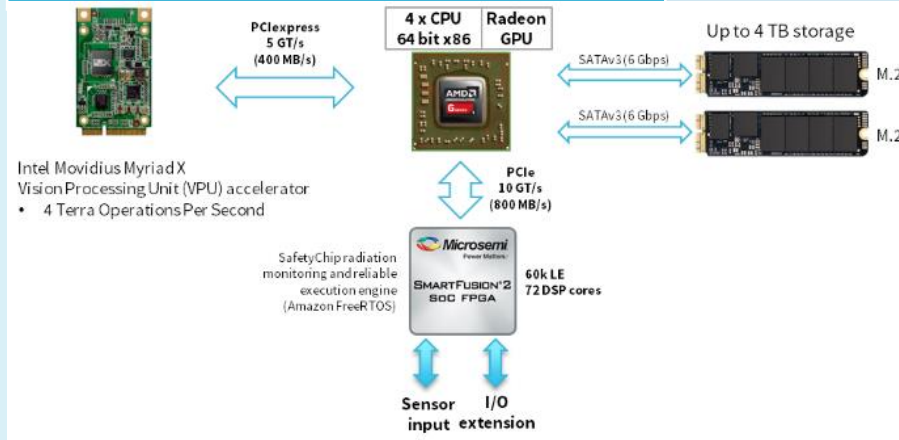 PCIexpress
5 GT/s
(400 MB/s)
4 x CPU
64 bit x86
Radeon
GPU
AMD
G
SATAv3 (6 Gbps)
Up to 4 TB storage
M.2
SATAv3 (6 Gbps)
M.2
Intel Movidius Myriad X
Vision Processing Unit (VPU) accelerator
• 4 Terra Operations Per Second
PCIe
10 GT/s
(800 MB/s)
SafetyChip radiation
monitoring and reliable
execution engine
(Amazon FreeRTOS)
Microsemi
Power Matters.
SMARTFUSION®2
SOC FPGA
60k LE
72 DSP cores
Sensor
input
I/O
extension